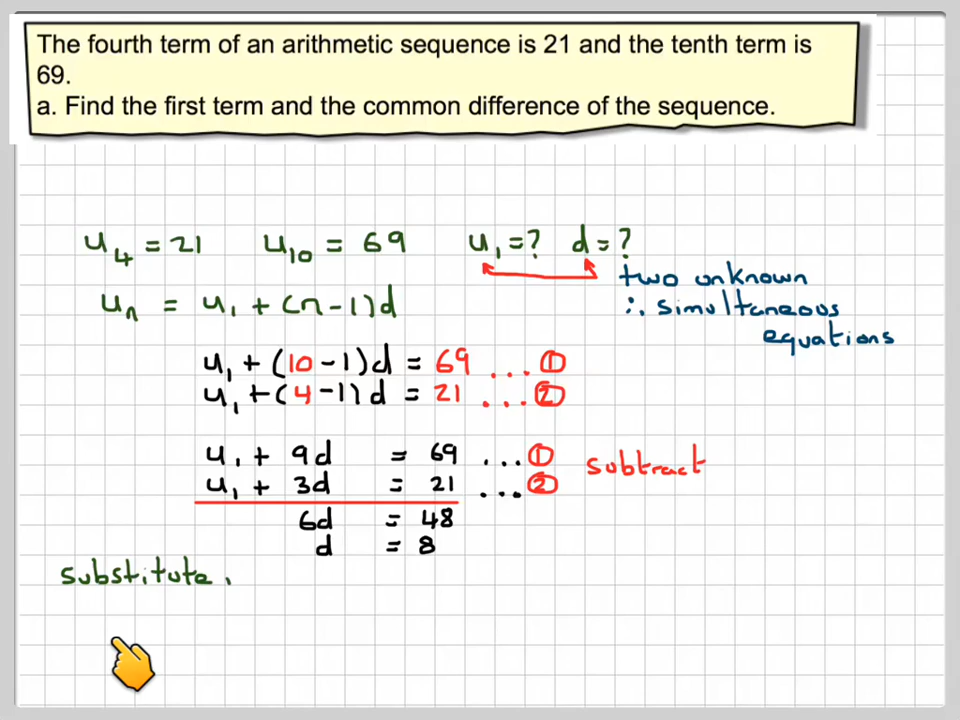 The fourth term of an arithmetic sequence is 21 and the tenth term is
69.
a. Find the first term and the common difference of the sequence.
u₄ = 21 u₁₀ = 69 u₁ = ? d = ?
two unknown
∴ simultaneous
equations
uₙ = u₁ + (n-1)d
u₁ + (10-1)d = 69 ...①
u₁ + (4-1)d = 21 ...②
u₁ + 9d = 69 ...① subtract
u₁ + 3d = 21 ...②
6d = 48
d = 8
substitute,